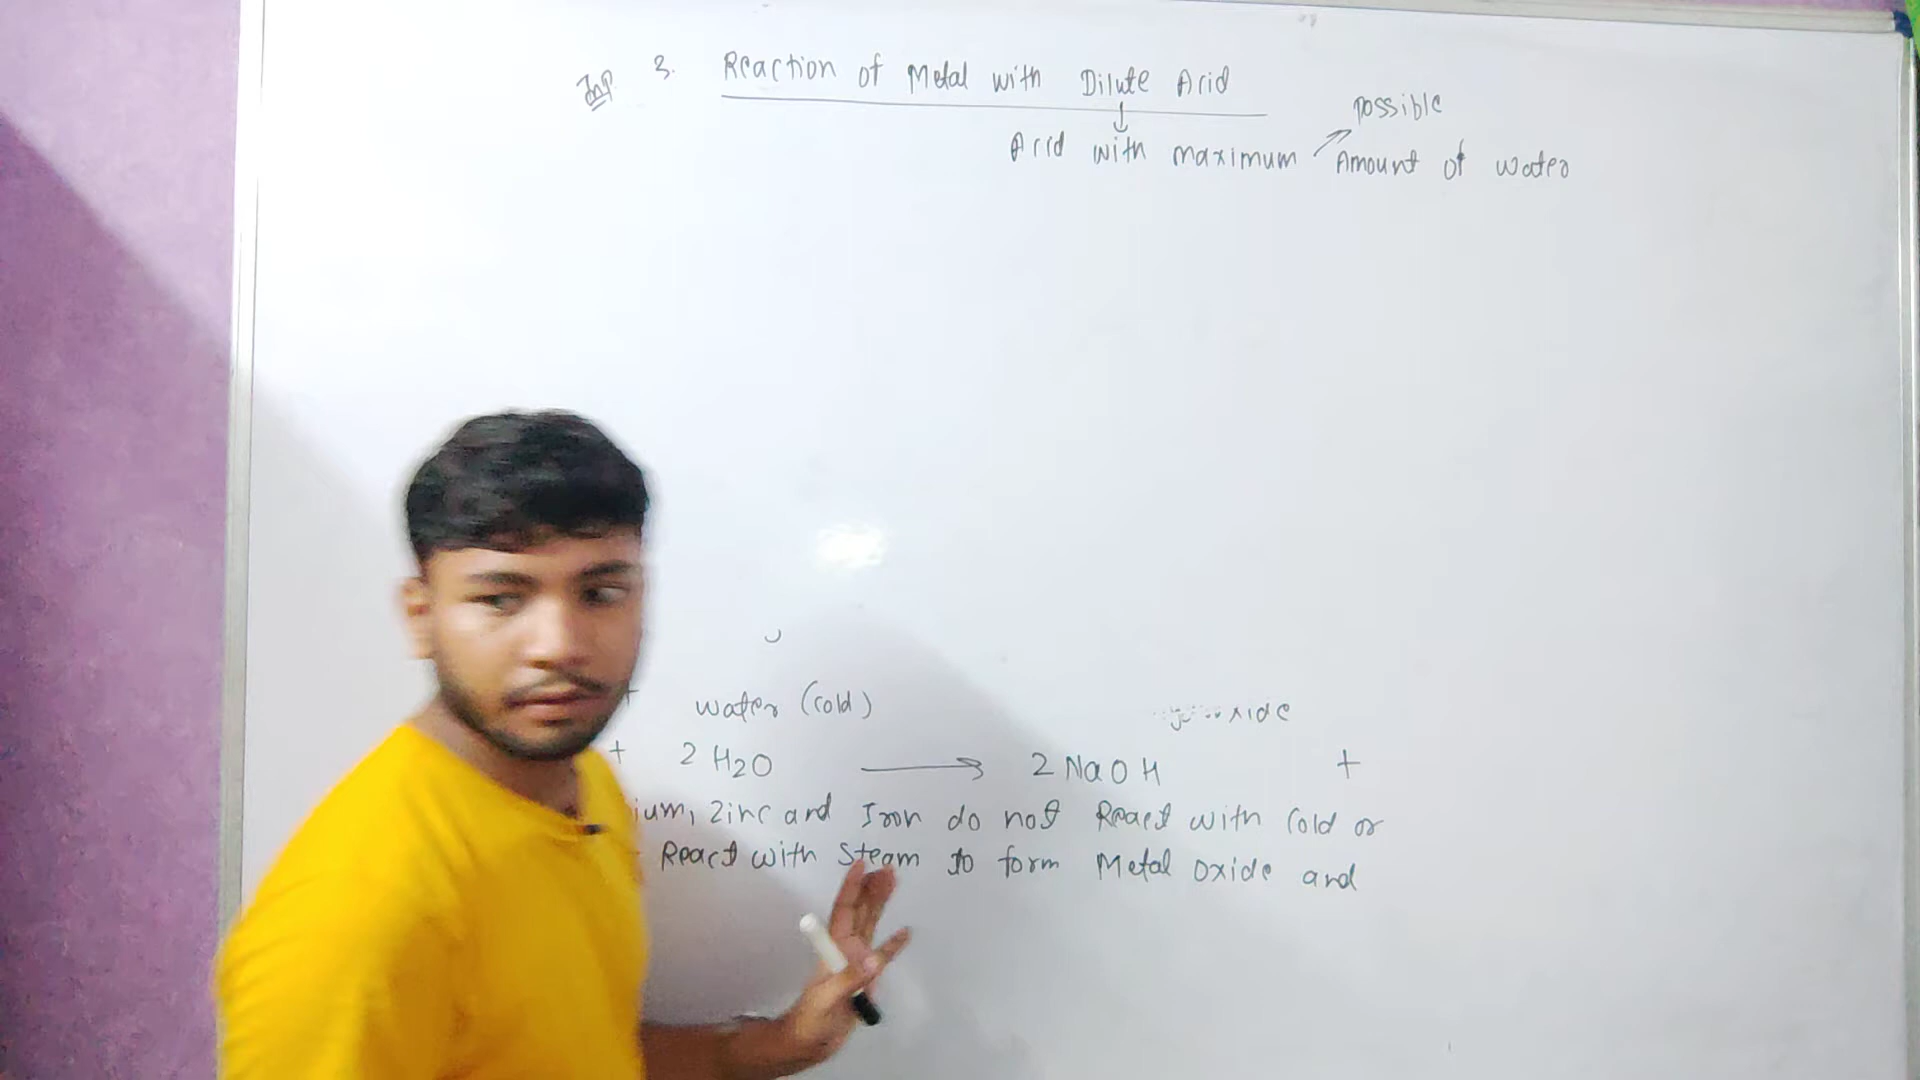 Imp 3. Reaction of Metal with Dilute Acid
possible
Acid with maximum Amount of water
water (cold) xide
+ 2 H2O → 2 NaOH +
ium, Zinc and Iron do not React with Cold or
React with Steam to form Metal Oxide and